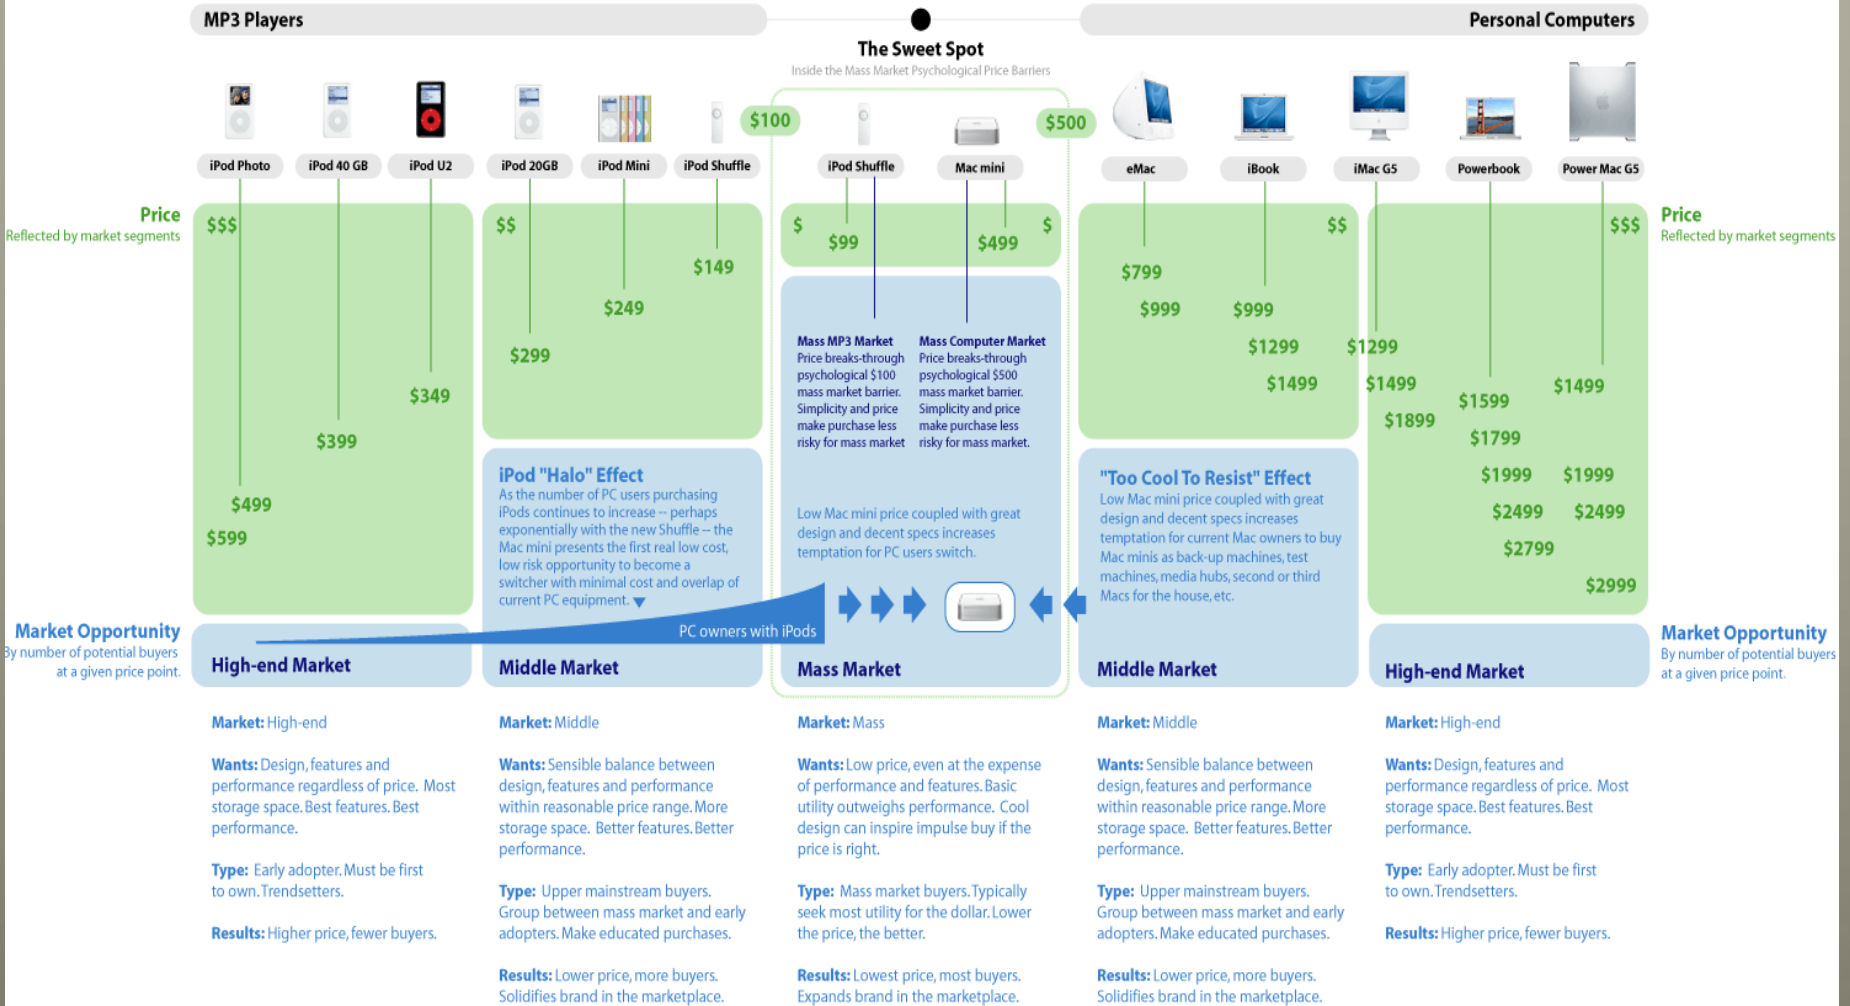 MP3 Players
Personal Computers
The Sweet Spot
Inside the Mass Market Psychological Price Barriers
$100
$500
iPod Photo
iPod 40 GB
iPod U2
iPod 20GB
iPod Mini
iPod Shuffle
iPod Shuffle
Mac mini
eMac
iBook
iMac G5
Powerbook
Power Mac G5
Price
Reflected by market segments
$$$
$499
$599
$399
$349
$$
$299
$249
$149
$
$99
$499
$
$$
$799
$999
$999
$1299
$1499
$$$
$1299
$1499
$1899
$1599
$1799
$1999
$2499
$2799
$1499
$1999
$2499
$2999
Price
Reflected by market segments
Mass MP3 Market
Price breaks-through
psychological $100
mass market barrier.
Simplicity and price
make purchase less
risky for mass market
Mass Computer Market
Price breaks-through
psychological $500
mass market barrier.
Simplicity and price
make purchase less
risky for mass market.
iPod "Halo" Effect
As the number of PC users purchasing
iPods continues to increase -- perhaps
exponentially with the new Shuffle -- the
Mac mini presents the first real low cost,
low risk opportunity to become a
switcher with minimal cost and overlap of
current PC equipment.
Low Mac mini price coupled with great
design and decent specs increases
temptation for PC users switch.
"Too Cool To Resist" Effect
Low Mac mini price coupled with great
design and decent specs increases
temptation for current Mac owners to buy
Mac minis as back-up machines, test
machines, media hubs, second or third
Macs for the house, etc.
PC owners with iPods
Market Opportunity
By number of potential buyers
at a given price point.
High-end Market
Middle Market
Mass Market
Middle Market
High-end Market
Market Opportunity
By number of potential buyers
at a given price point.
Market: High-end
Wants: Design, features and
performance regardless of price. Most
storage space. Best features. Best
performance.
Type: Early adopter. Must be first
to own. Trendsetters.
Results: Higher price, fewer buyers.
Market: Middle
Wants: Sensible balance between
design, features and performance
within reasonable price range. More
storage space. Better features. Better
performance.
Type: Upper mainstream buyers.
Group between mass market and early
adopters. Make educated purchases.
Results: Lower price, more buyers.
Solidifies brand in the marketplace.
Market: Mass
Wants: Low price, even at the expense
of performance and features. Basic
utility outweighs performance. Cool
design can inspire impulse buy if the
price is right.
Type: Mass market buyers. Typically
seek most utility for the dollar. Lower
the price, the better.
Results: Lowest price, most buyers.
Expands brand in the marketplace.
Market: Middle
Wants: Sensible balance between
design, features and performance
within reasonable price range. More
storage space. Better features. Better
performance.
Type: Upper mainstream buyers.
Group between mass market and early
adopters. Make educated purchases.
Results: Lower price, more buyers.
Solidifies brand in the marketplace.
Market: High-end
Wants: Design, features and
performance regardless of price. Most
storage space. Best features. Best
performance.
Type: Early adopter. Must be first
to own. Trendsetters.
Results: Higher price, fewer buyers.